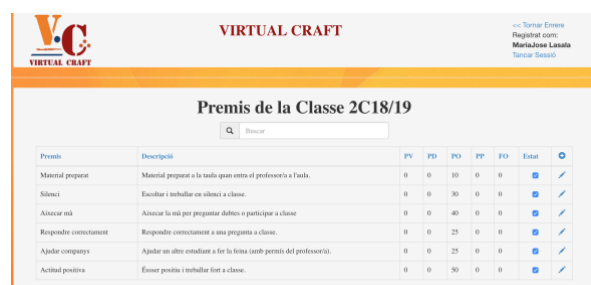 V.C.
VIRTUAL CRAFT
VIRTUAL CRAFT
<< Tornar Enrere
Registrat com:
MariaJose Lasala
Tancar Sessió
Premis de la Classe 2C18/19
Buscar
Premis Descripció PV PD PO PP FO Estat
Material preparat Material preparat a la taula quan entra el professor/a a l'aula. 0 0 10 0 0
Silenci Escoltar i treballar en silenci a classe. 0 0 30 0 0
Aixecar mà Aixecar la mà per preguntar dubtes o participar a classe 0 0 40 0 0
Respondre correctament Respondre correctament a una pregunta a classe. 0 0 25 0 0
Ajudar companys Ajudar un altre estudiant a fer la feina (amb permís del professor/a). 0 0 25 0 0
Actitud positiva Ésser positiu i treballar fort a classe. 0 0 50 0 0